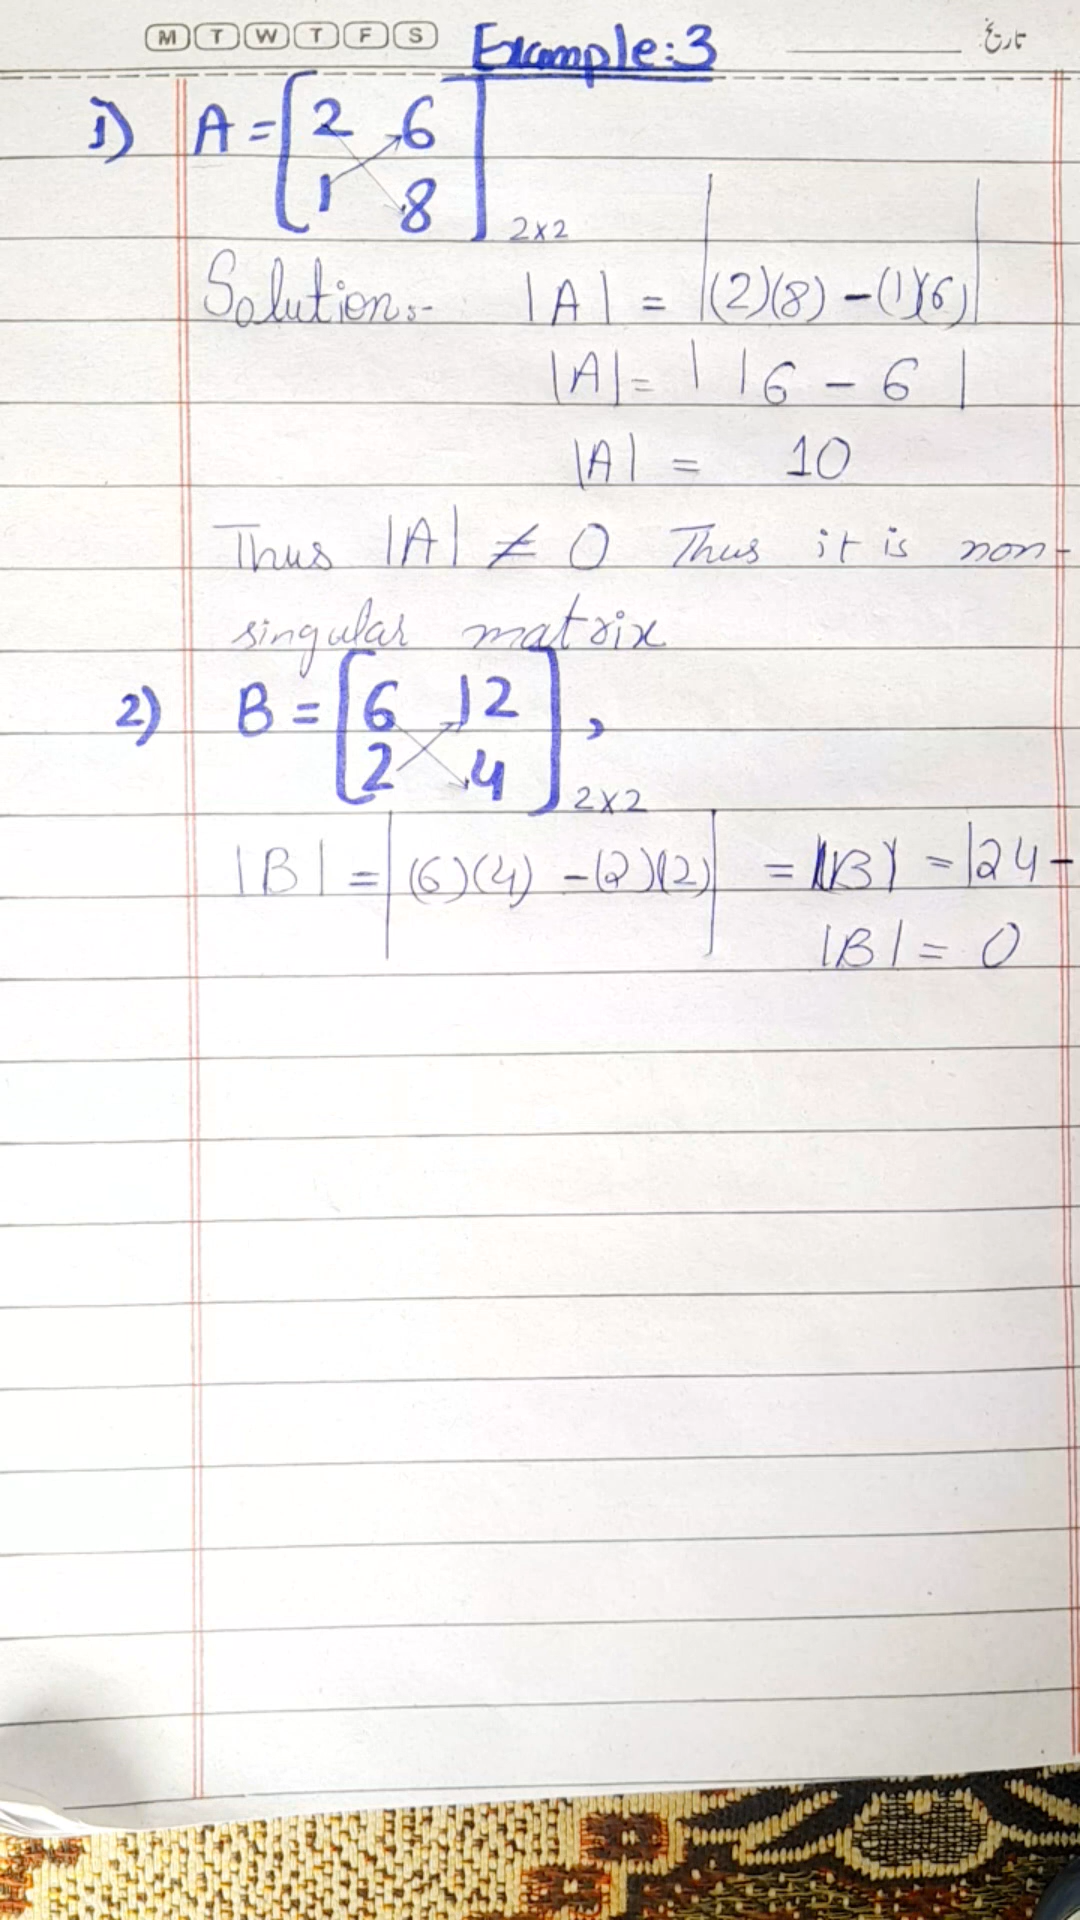 M T W T F S Example:3 تاریخ
1) A = [2 6
1 8] 2x2
Solution:- |A| = |(2)(8) - (1)(6)|
|A| = |16 - 6|
|A| = 10
Thus |A| ≠ 0 Thus it is non-
singular matrix
2) B = [6 12
2 4] , 2x2
|B| = |(6)(4) - (2)(2)| = |B| = |24 -
|B| = 0